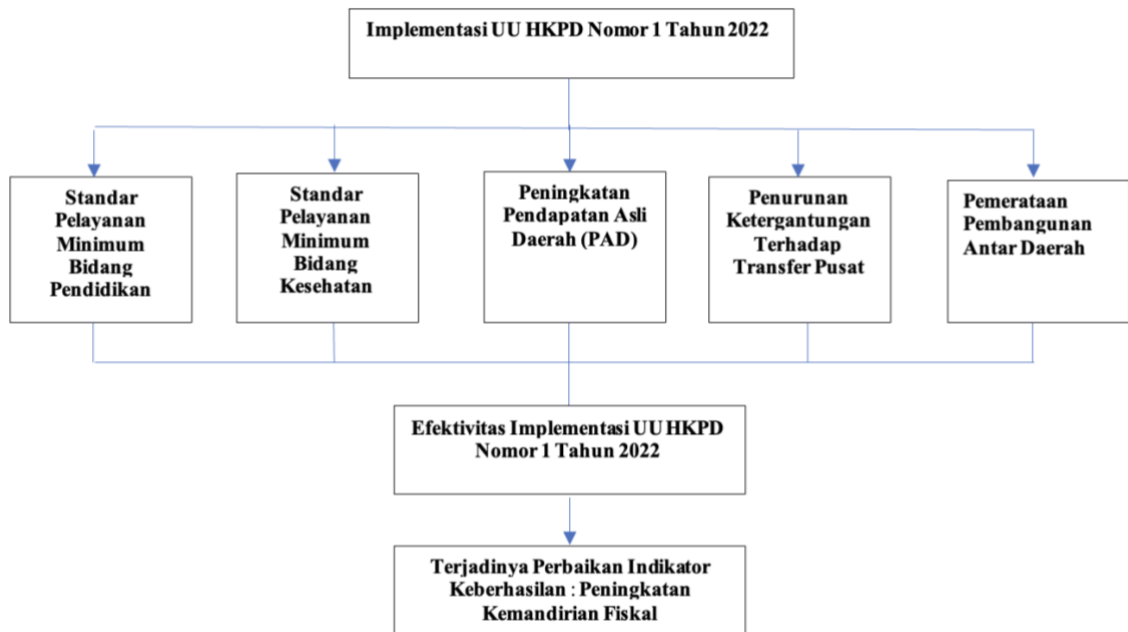 Implementasi UU HKPD Nomor 1 Tahun 2022
Standar
Pelayanan
Minimum
Bidang
Pendidikan
Standar
Pelayanan
Minimum
Bidang
Kesehatan
Peningkatan
Pendapatan Asli
Daerah (PAD)
Penurunan
Ketergantungan
Terhadap
Transfer Pusat
Pemerataan
Pembangunan
Antar Daerah
Efektivitas Implementasi UU HKPD
Nomor 1 Tahun 2022
Terjadinya Perbaikan Indikator
Keberhasilan : Peningkatan
Kemandirian Fiskal